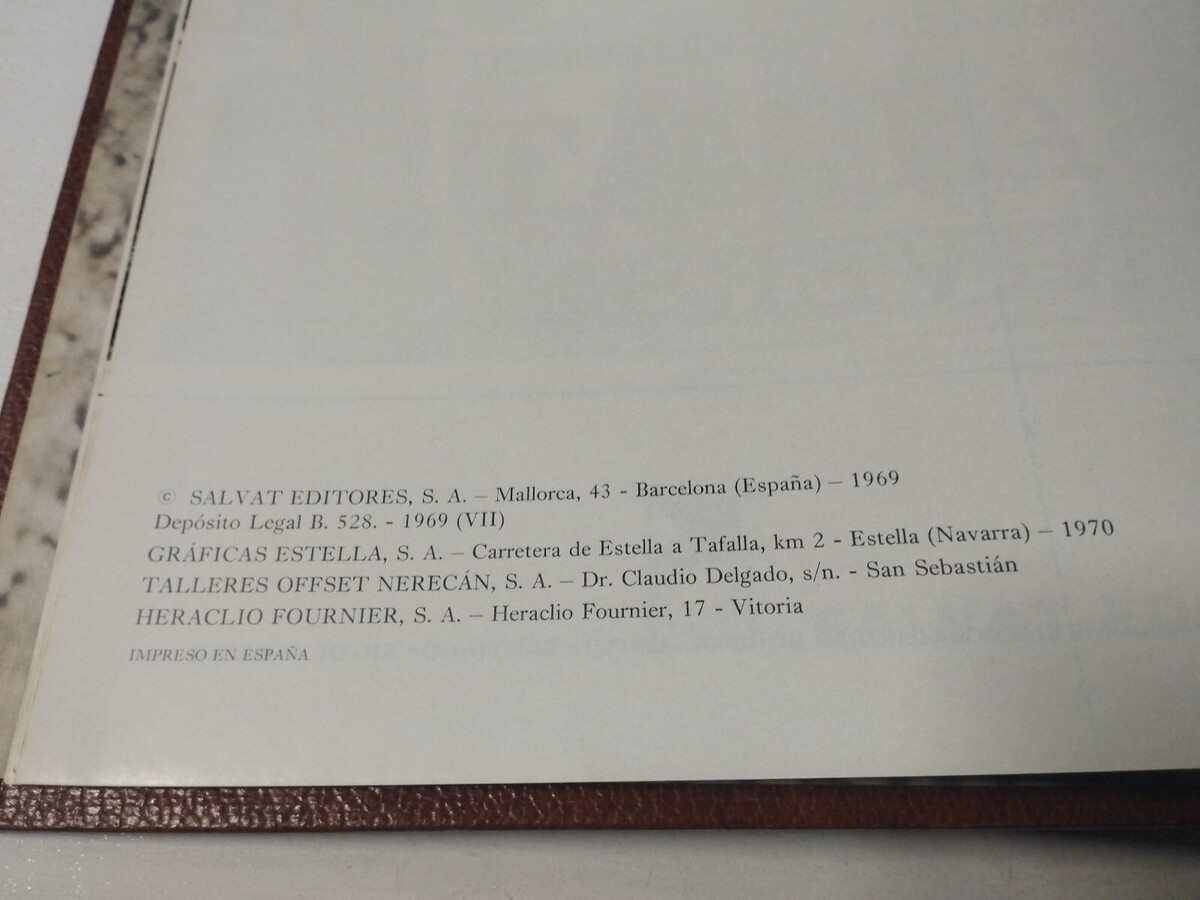 © SALVAT EDITORES, S. A. – Mallorca, 43 - Barcelona (España) – 1969
Depósito Legal B. 528. - 1969 (VII)
GRÁFICAS ESTELLA, S. A. – Carretera de Estella a Tafalla, km 2 - Estella (Navarra) – 1970
TALLERES OFFSET NERECÁN, S. A. – Dr. Claudio Delgado, s/n. - San Sebastián
HERACLIO FOURNIER, S. A. – Heraclio Fournier, 17 - Vitoria
IMPRESO EN ESPAÑA